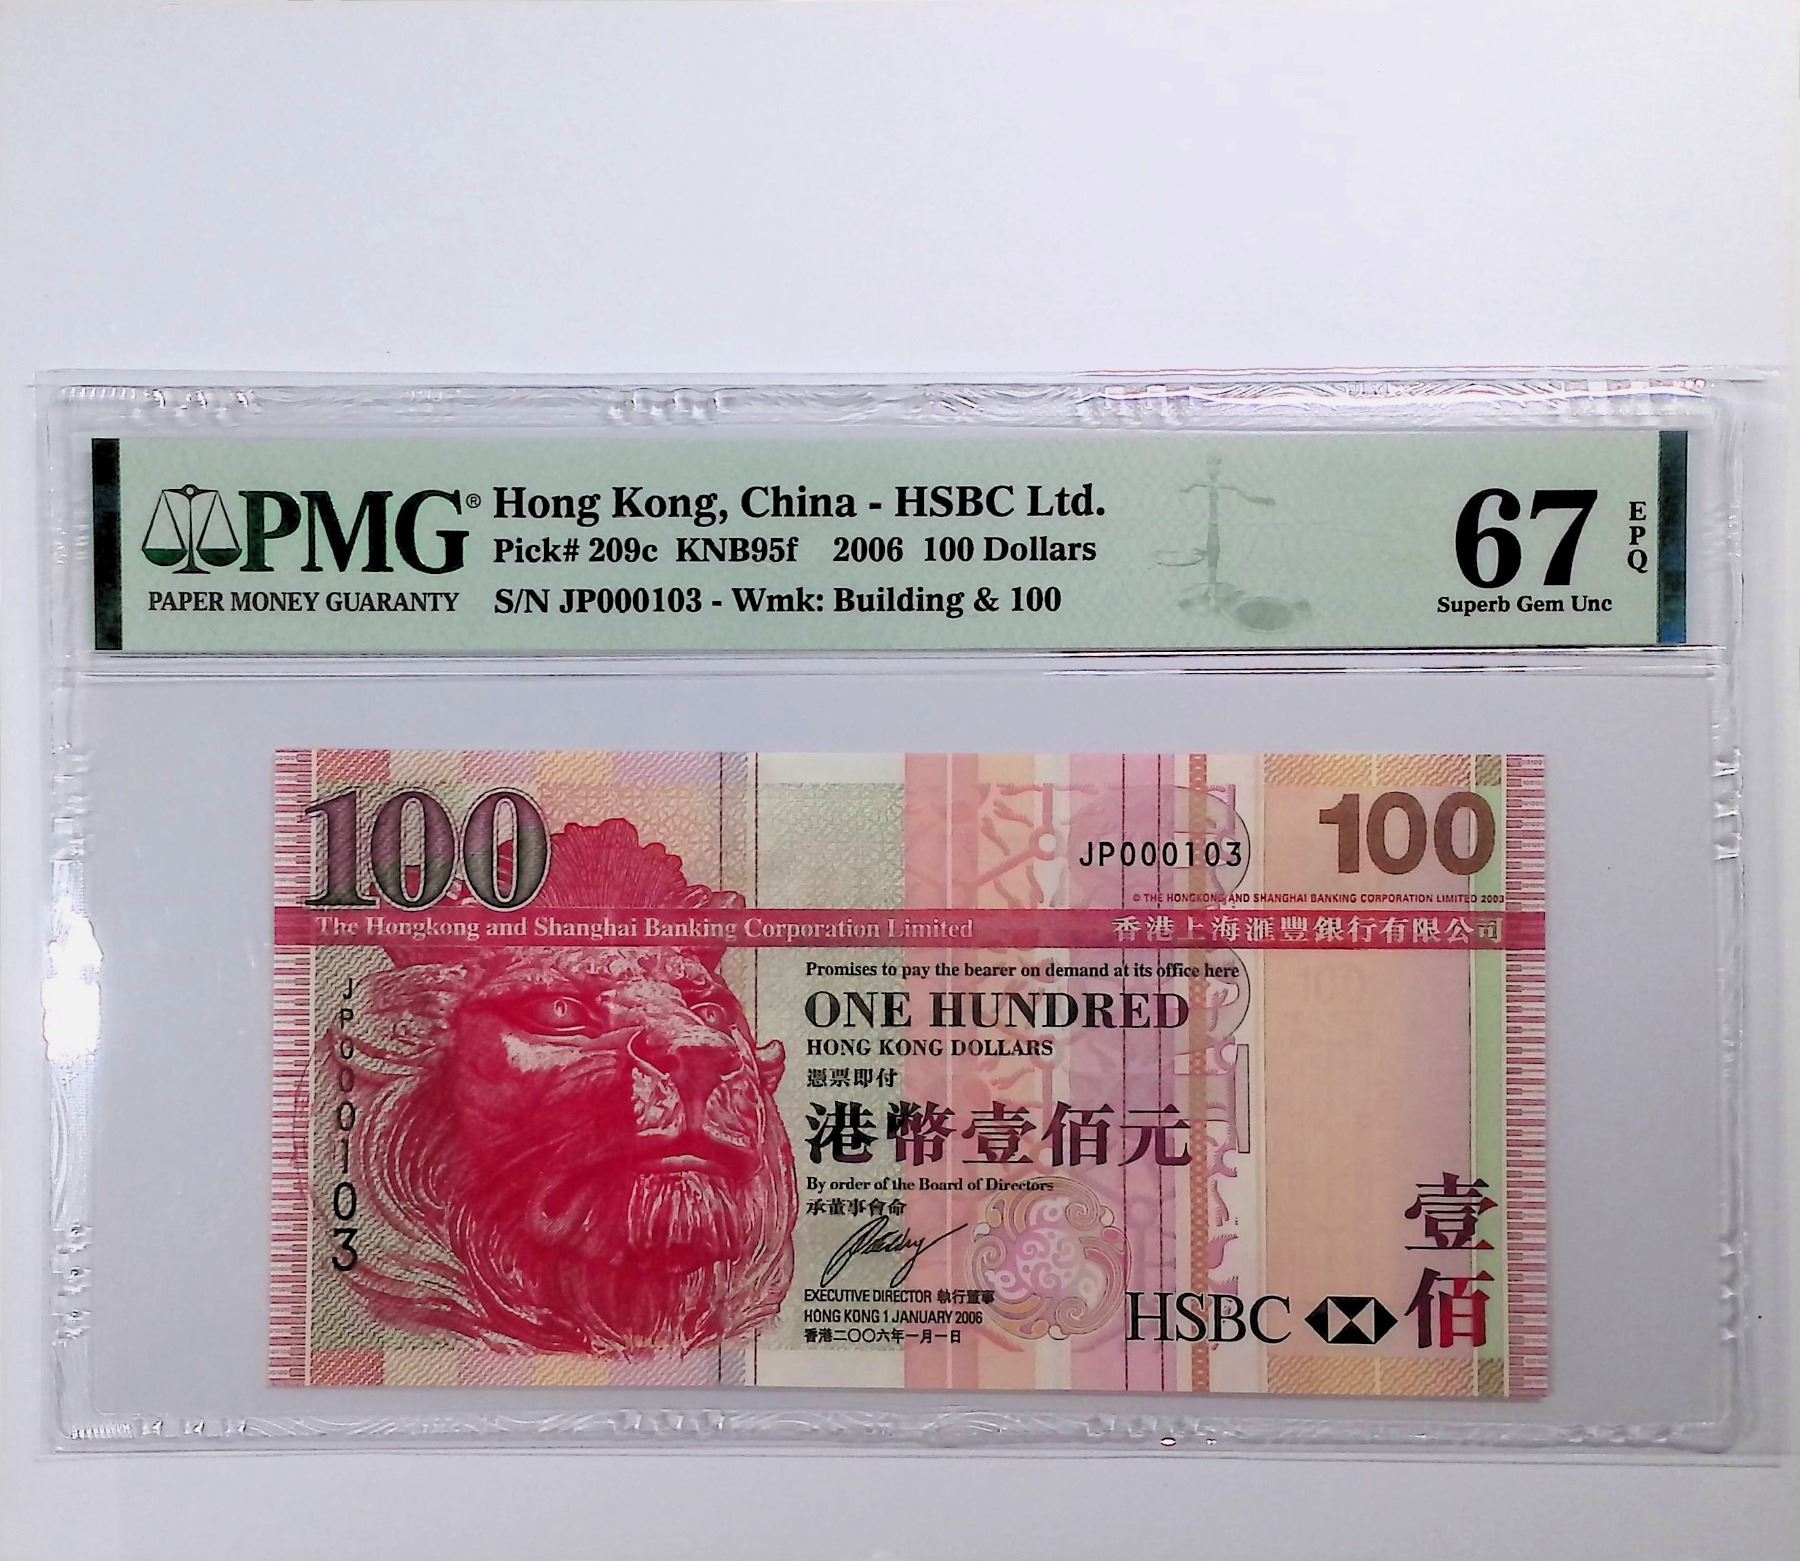 PMG®
PAPER MONEY GUARANTY
Hong Kong, China - HSBC Ltd.
Pick# 209c KNB95f 2006 100 Dollars
S/N JP000103 - Wmk: Building & 100
67
EPQ
Superb Gem Unc
100
JP000103
100
© THE HONGKONG AND SHANGHAI BANKING CORPORATION LIMITED 2003
The Hongkong and Shanghai Banking Corporation Limited
香港上海滙豐銀行有限公司
JP000103
Promises to pay the bearer on demand at its office here
ONE HUNDRED
HONG KONG DOLLARS
憑票即付
港幣壹佰元
By order of the Board of Directors
承董事會命
EXECUTIVE DIRECTOR 執行董事
HONG KONG 1 JANUARY 2006
香港二〇〇六年一月一日
HSBC
壹佰